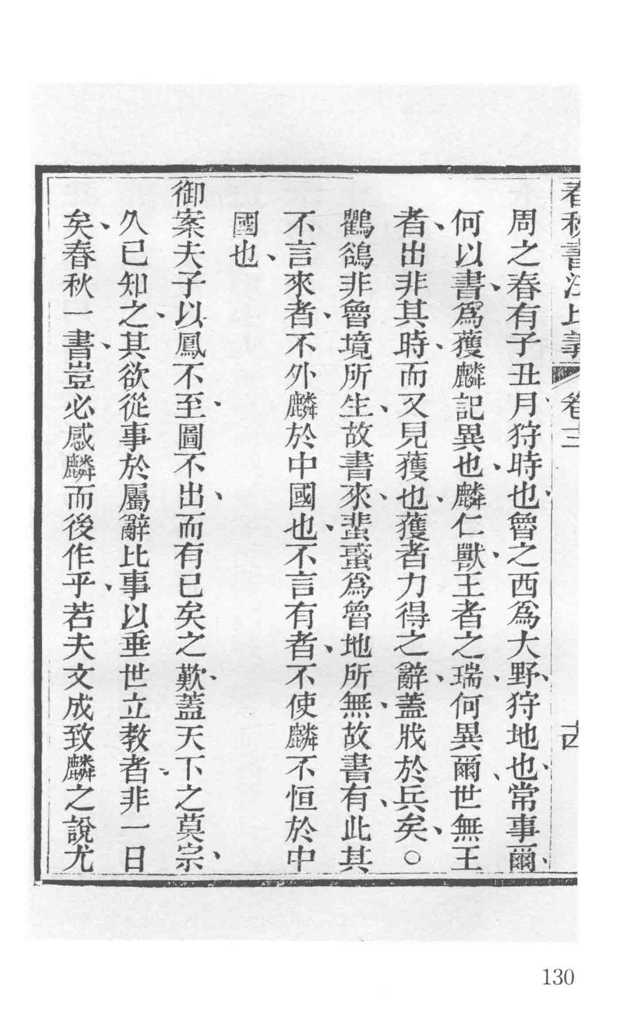 春秋書法比義 卷十二 十四
周之春有子丑月狩時也魯之西爲大野狩地也常事爾
何以書爲獲麟記異也麟仁獸王者之瑞何異爾世無王
者出非其時而又見獲也獲者力得之辭蓋戕於兵矣○
鸜鵒非魯境所生故書來蜚䘌爲魯地所無故書有此其
不言來者不外麟於中國也不言有者不使麟不恒於中
國也
御案夫子以鳳不至圖不出而有已矣之歎蓋天下之莫宗
久已知之其欲從事於屬辭比事以垂世立教者非一日
矣春秋一書豈必感麟而後作乎若夫文成致麟之說尤
130